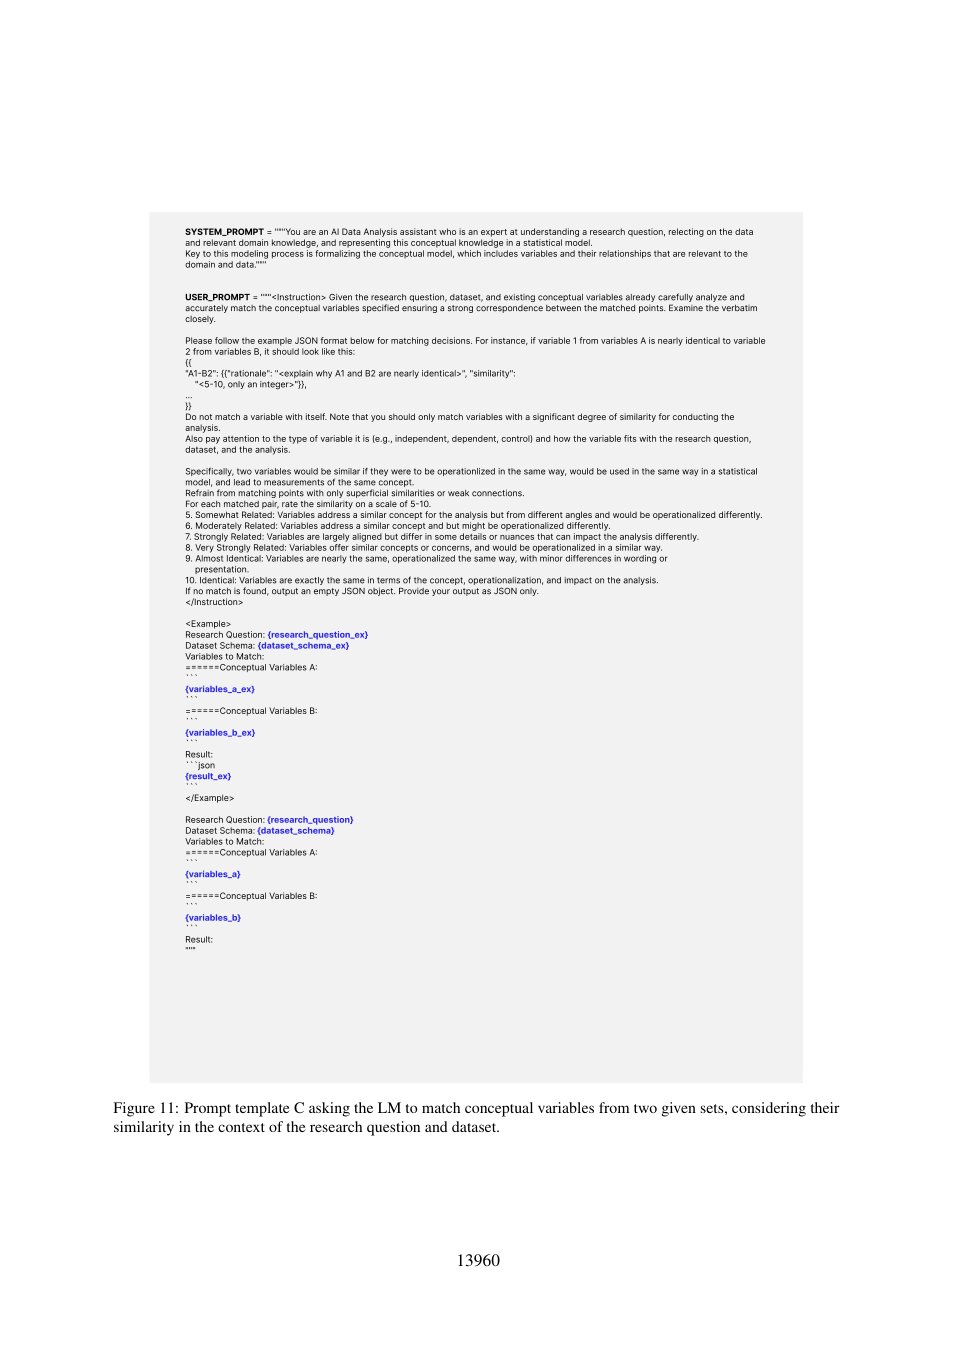 SYSTEM_PROMPT = """You are an AI Data Analysis assistant who is an expert at understanding a research question, relecting on the data
and relevant domain knowledge, and representing this conceptual knowledge in a statistical model.
Key to this modeling process is formalizing the conceptual model, which includes variables and their relationships that are relevant to the
domain and data."""
USER_PROMPT = """<Instruction> Given the research question, dataset, and existing conceptual variables already carefully analyze and
accurately match the conceptual variables specified ensuring a strong correspondence between the matched points. Examine the verbatim
closely.
Please follow the example JSON format below for matching decisions. For instance, if variable 1 from variables A is nearly identical to variable
2 from variables B, it should look like this:
{{
"A1-B2": {{"rationale": "<explain why A1 and B2 are nearly identical>", "similarity":
"<5-10, only an integer>"}},
...
}}
Do not match a variable with itself. Note that you should only match variables with a significant degree of similarity for conducting the
analysis.
Also pay attention to the type of variable it is (e.g., independent, dependent, control) and how the variable fits with the research question,
dataset, and the analysis.
Specifically, two variables would be similar if they were to be operationlized in the same way, would be used in the same way in a statistical
model, and lead to measurements of the same concept.
Refrain from matching points with only superficial similarities or weak connections.
For each matched pair, rate the similarity on a scale of 5-10.
5. Somewhat Related: Variables address a similar concept for the analysis but from different angles and would be operationalized differently.
6. Moderately Related: Variables address a similar concept and but might be operationalized differently.
7. Strongly Related: Variables are largely aligned but differ in some details or nuances that can impact the analysis differently.
8. Very Strongly Related: Variables offer similar concepts or concerns, and would be operationalized in a similar way.
9. Almost Identical: Variables are nearly the same, operationalized the same way, with minor differences in wording or
presentation.
10. Identical: Variables are exactly the same in terms of the concept, operationalization, and impact on the analysis.
If no match is found, output an empty JSON object. Provide your output as JSON only.
</Instruction>
<Example>
Research Question: {research_question_ex}
Dataset Schema: {dataset_schema_ex}
Variables to Match:
======Conceptual Variables A:
```
{variables_a_ex}
```
======Conceptual Variables B:
```
{variables_b_ex}
```
Result:
```json
{result_ex}
```
</Example>
Research Question: {research_question}
Dataset Schema: {dataset_schema}
Variables to Match:
======Conceptual Variables A:
```
{variables_a}
```
======Conceptual Variables B:
```
{variables_b}
```
Result:
"""
Figure 11: Prompt template C asking the LM to match conceptual variables from two given sets, considering their
similarity in the context of the research question and dataset.
13960